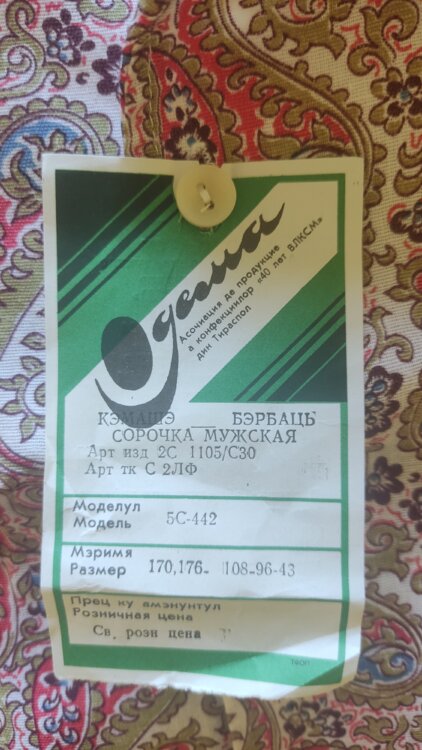 Одема
Асочиация де продукцие
а конфекциилор «40 лет ВЛКСМ»
дин Тираспол
КЭМАШЭ БЭРБАЦЬ
СОРОЧКА МУЖСКАЯ
Арт изд 2С 1105/С30
Арт тк С 2ЛФ
Моделул
Модель 5С-442
Мэримя
Размер 170,176- 108-96-43
Прец ку амэнунтул
Розничная цена
Св. розн цена